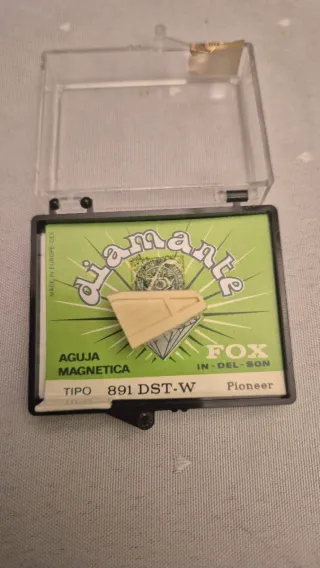 MADE IN EUROPE CEE
diamante
AGUJA
MAGNETICA
FOX
IN-DEL-SON
TIPO 891 DST-W Pioneer